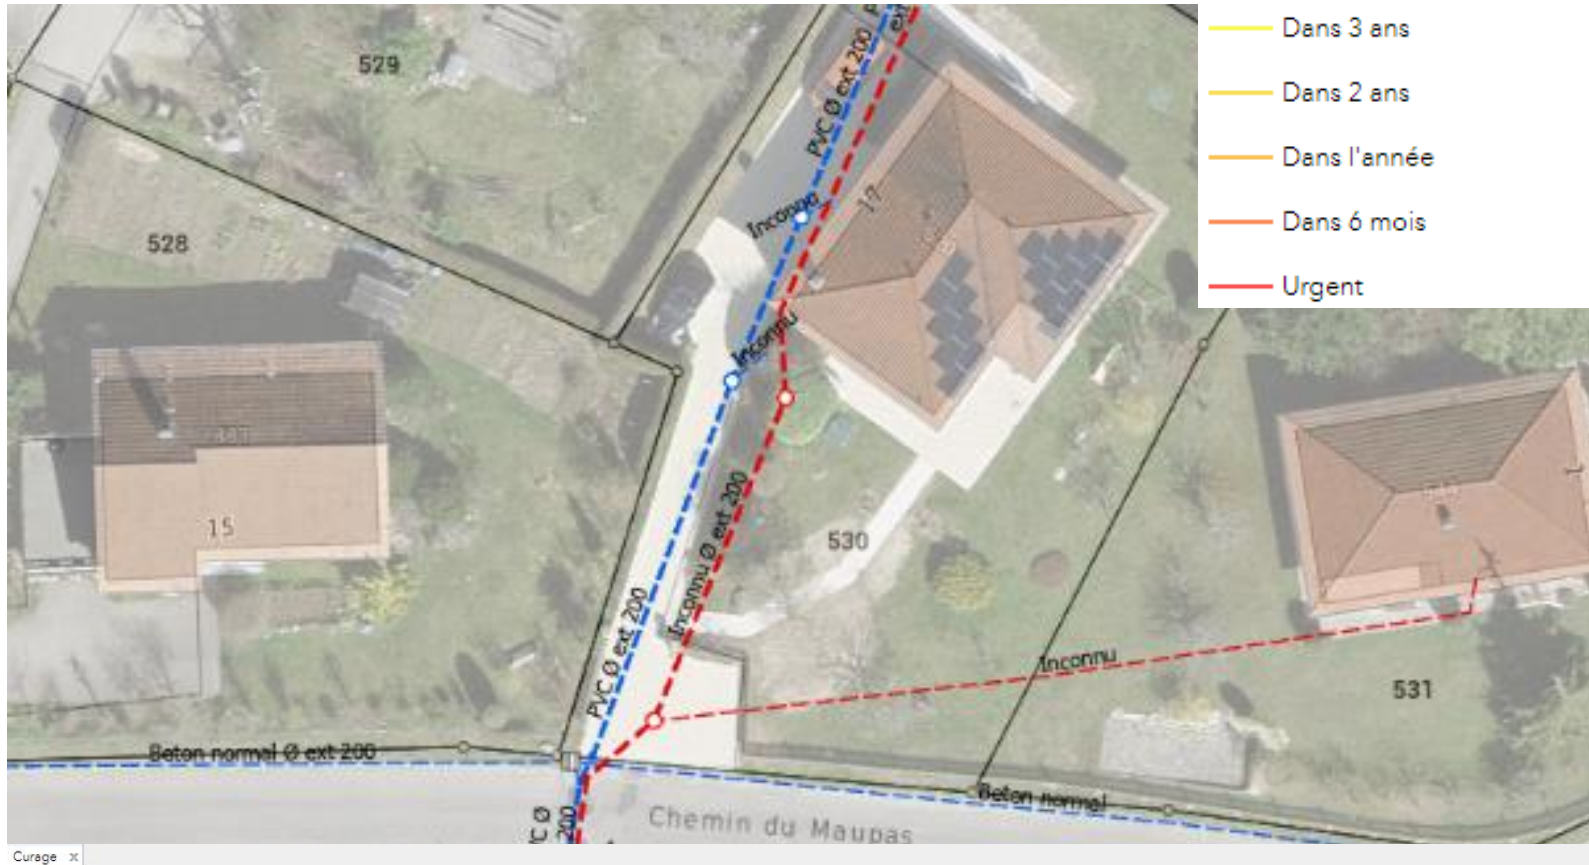 Dans 3 ans
Dans 2 ans
Dans l'année
Dans 6 mois
Urgent
529
PVC Ø ext 200
528
Inconnu
17
Inconnu
15
Inconnu Ø ext 200
530
PVC Ø ext 200
Inconnu
531
Beton normal Ø ext 200
Beton normal
Chemin du Maupas
200
Curage x